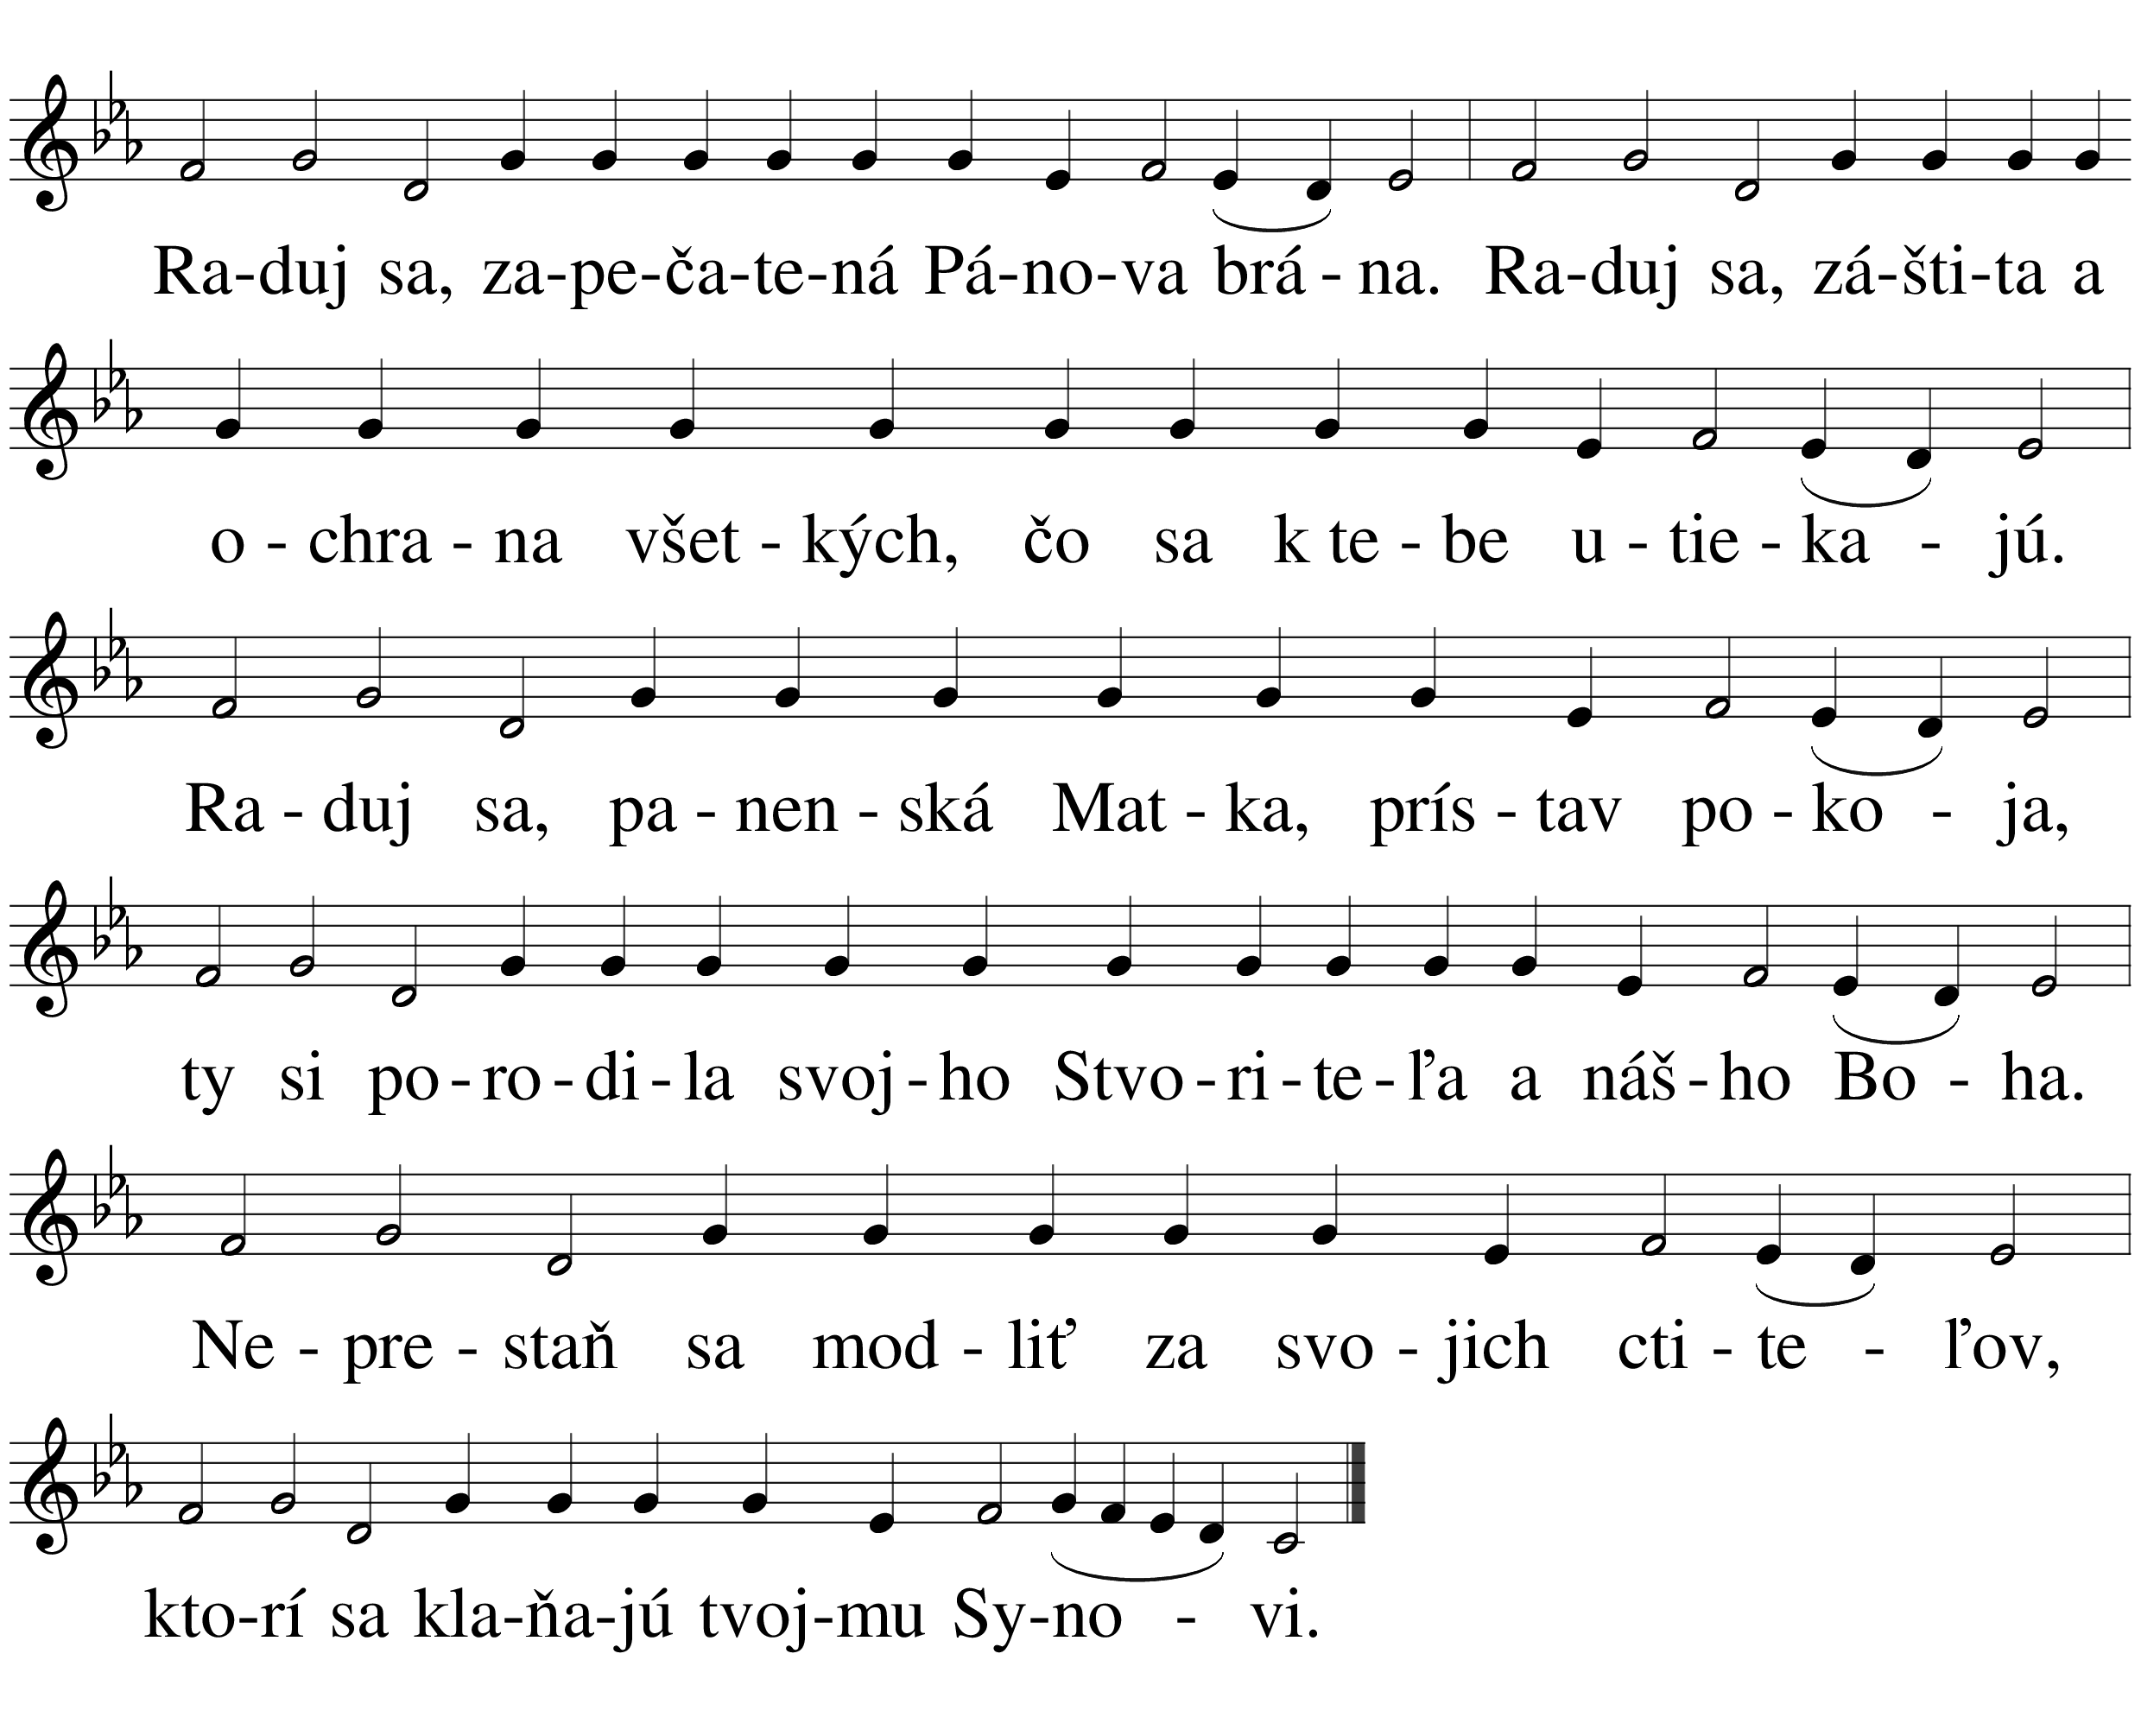 Ra-duj sa, za-pe-ča-te-ná Pá-no-va brá - na. Ra-duj sa, zá-šti-ta a
o - chra - na všet - kých, čo sa k te - be u - tie - ka - jú.
Ra - duj sa, pa - nen - ská Mat - ka, prís - tav po - ko - ja,
ty si po - ro - di - la svoj - ho Stvo - ri - te - ľa a náš - ho Bo - ha.
Ne - pre - staň sa mod - liť za svo - jich cti - te - ľov,
kto-rí sa kla-ňa-jú tvoj-mu Sy-no - vi.